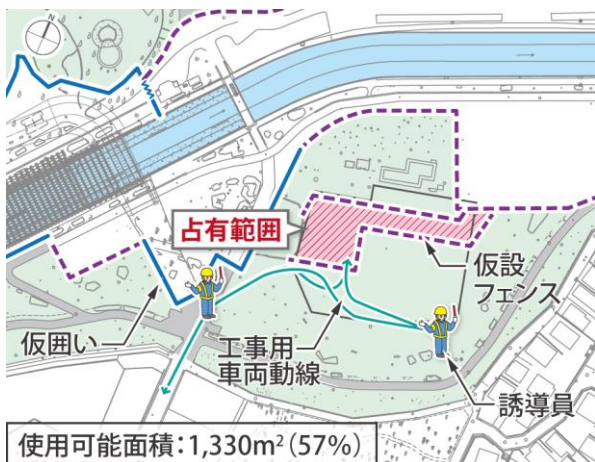 N
占有範囲
仮設
フェンス
仮囲い
工事用
車両動線
誘導員
使用可能面積:1,330m²(57%)